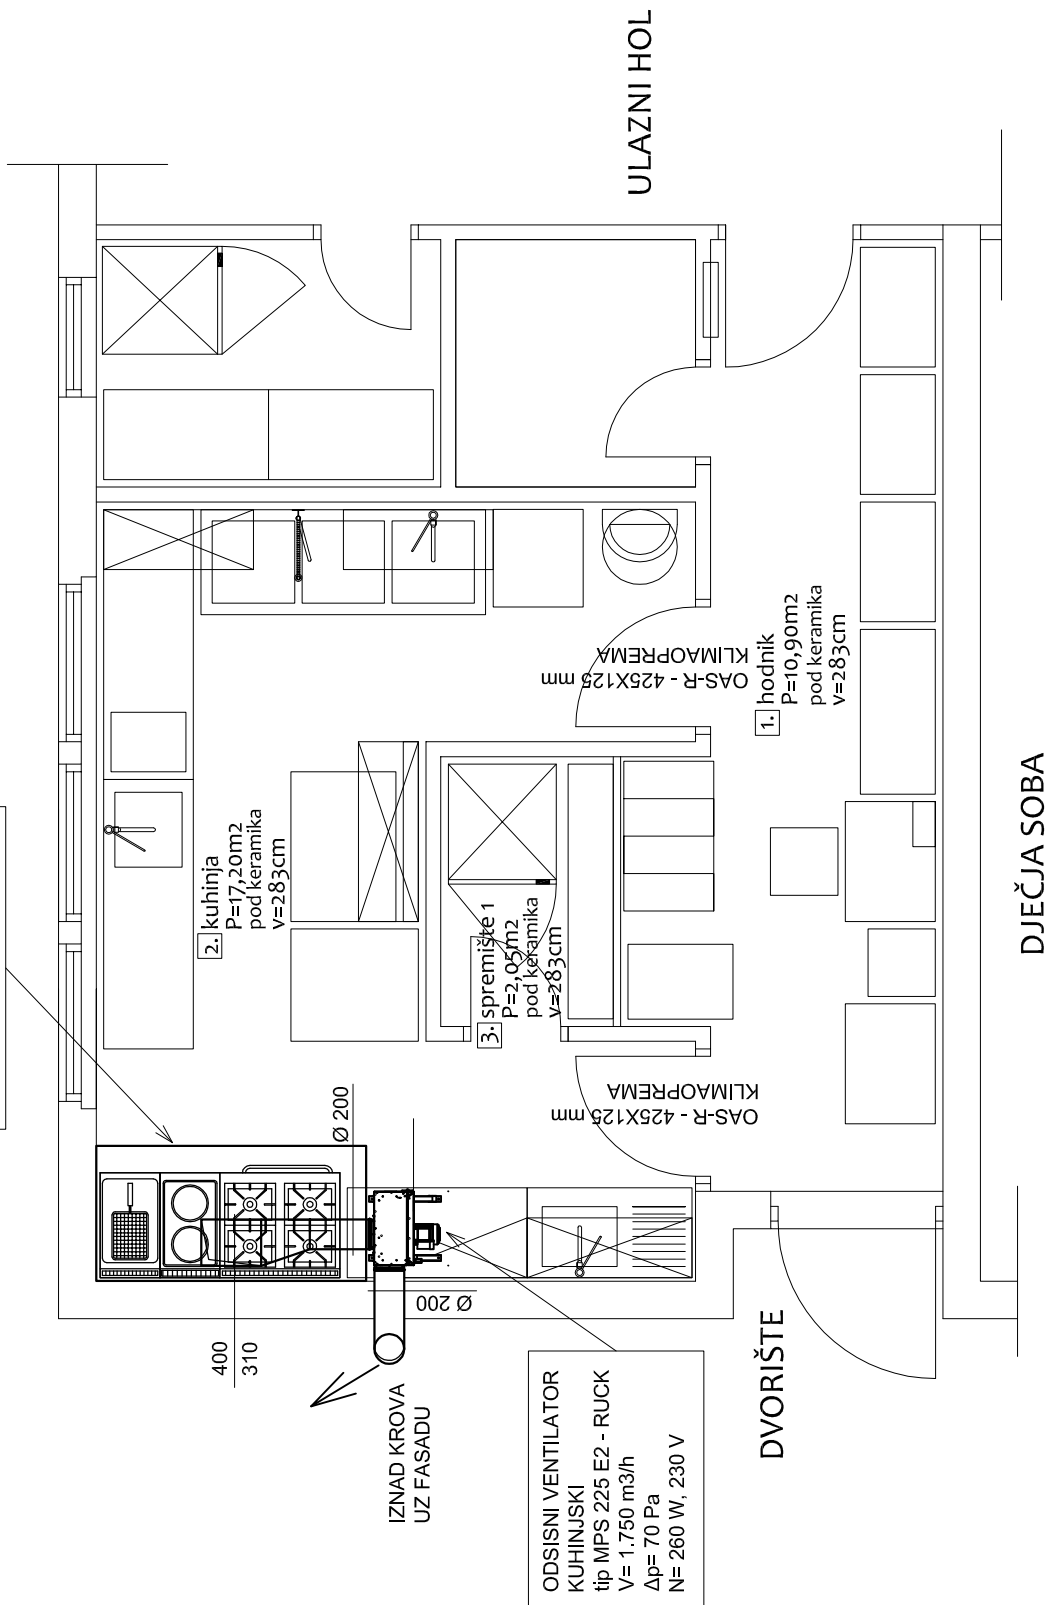 ULAZNI HOL
2. kuhinja
P=17,20m2
pod keramika
v=283cm
KLIMAOPREMA
OAS-R - 425X125 mm
1. hodnik
P=10,90m2
pod keramika
v=283cm
3. spremište 1
P=2,05m2
pod keramika
v=283cm
DJEČJA SOBA
KLIMAOPREMA
OAS-R - 425X125 mm
Ø 200
Ø 200
400
310
IZNAD KROVA
UZ FASADU
ODSISNI VENTILATOR
KUHINJSKI
tip MPS 225 E2 - RUCK
V= 1.750 m3/h
Δp= 70 Pa
N= 260 W, 230 V
DVORIŠTE